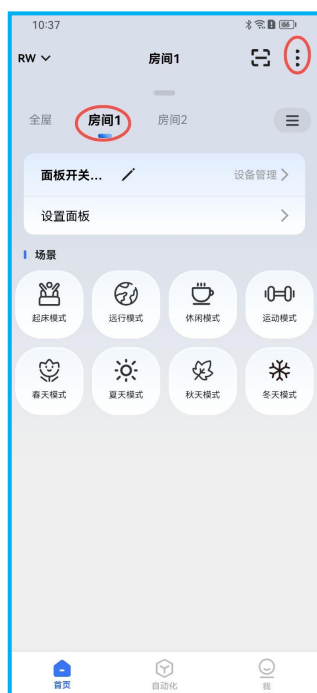 10:37
RW 房间1
全屋 房间1 房间2
面板开关... 设备管理
设置面板
场景
起床模式 远行模式 休闲模式 运动模式
春天模式 夏天模式 秋天模式 冬天模式
首页 自动化 我